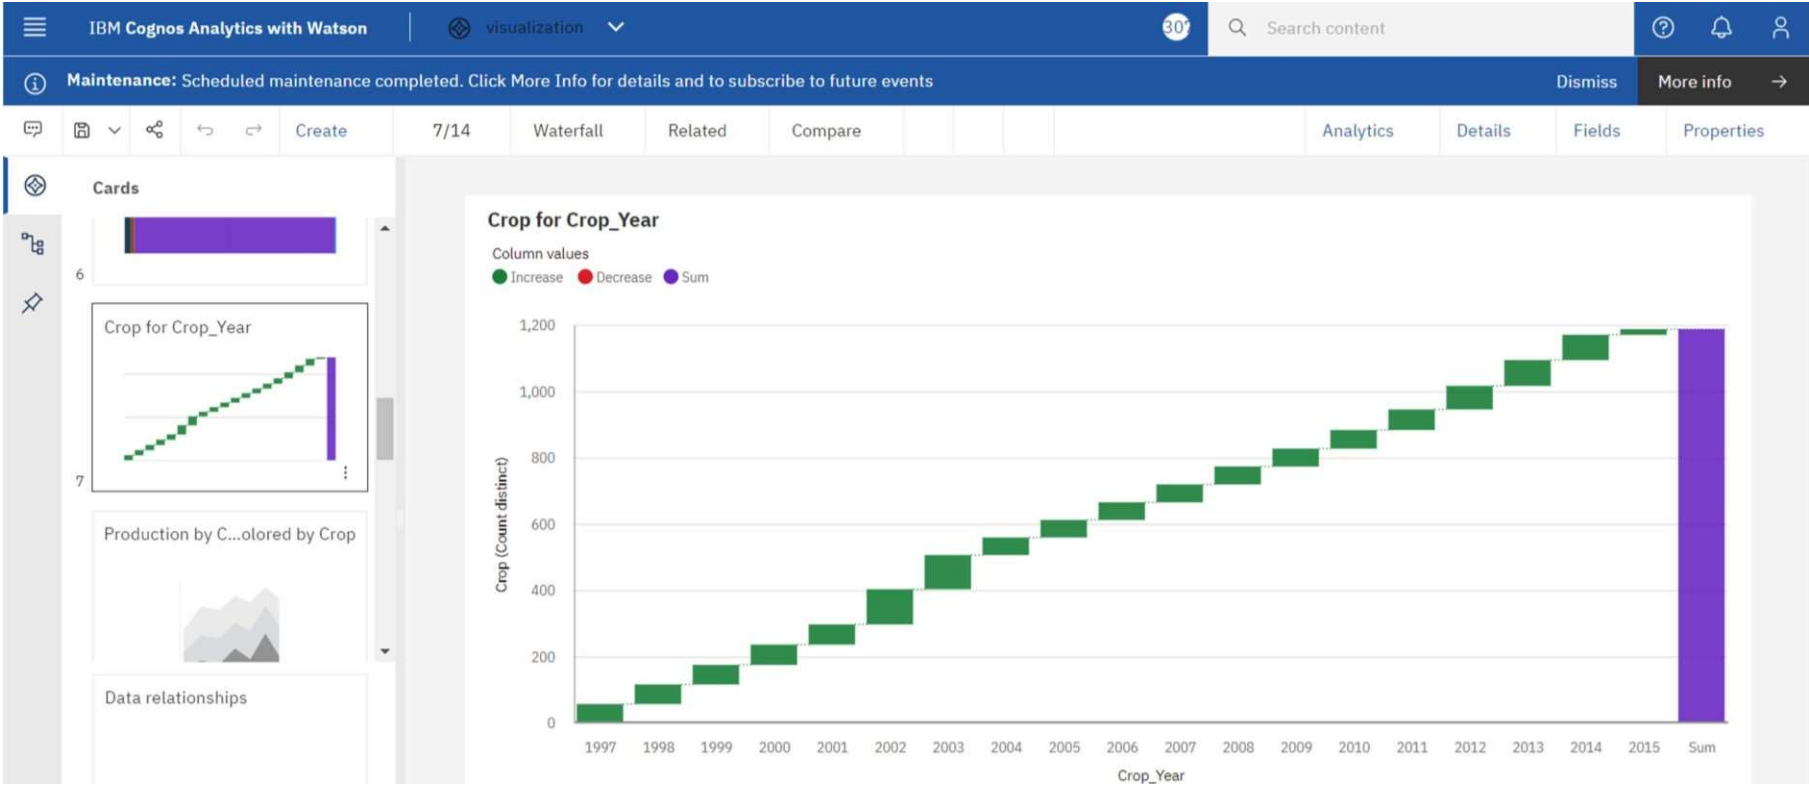 IBM Cognos Analytics with Watson
visualization
30?
Search content
Maintenance: Scheduled maintenance completed. Click More Info for details and to subscribe to future events
Dismiss
More info
Create
7/14
Waterfall
Related
Compare
Analytics
Details
Fields
Properties
Cards
6
Crop for Crop_Year
7
Production by C...olored by Crop
Data relationships
Crop for Crop_Year
Column values
Increase Decrease Sum
Crop (Count distinct)
1,200
1,000
800
600
400
200
0
1997 1998 1999 2000 2001 2002 2003 2004 2005 2006 2007 2008 2009 2010 2011 2012 2013 2014 2015 Sum
Crop_Year